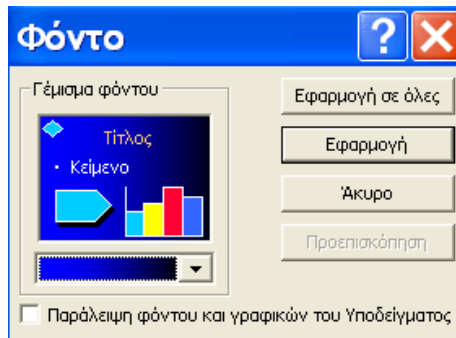 Φόντο
Γέμισμα φόντου
Τίτλος
• Κείμενο
Εφαρμογή σε όλες
Εφαρμογή
Άκυρο
Προεπισκόπηση
Παράλειψη φόντου και γραφικών του Υποδείγματος